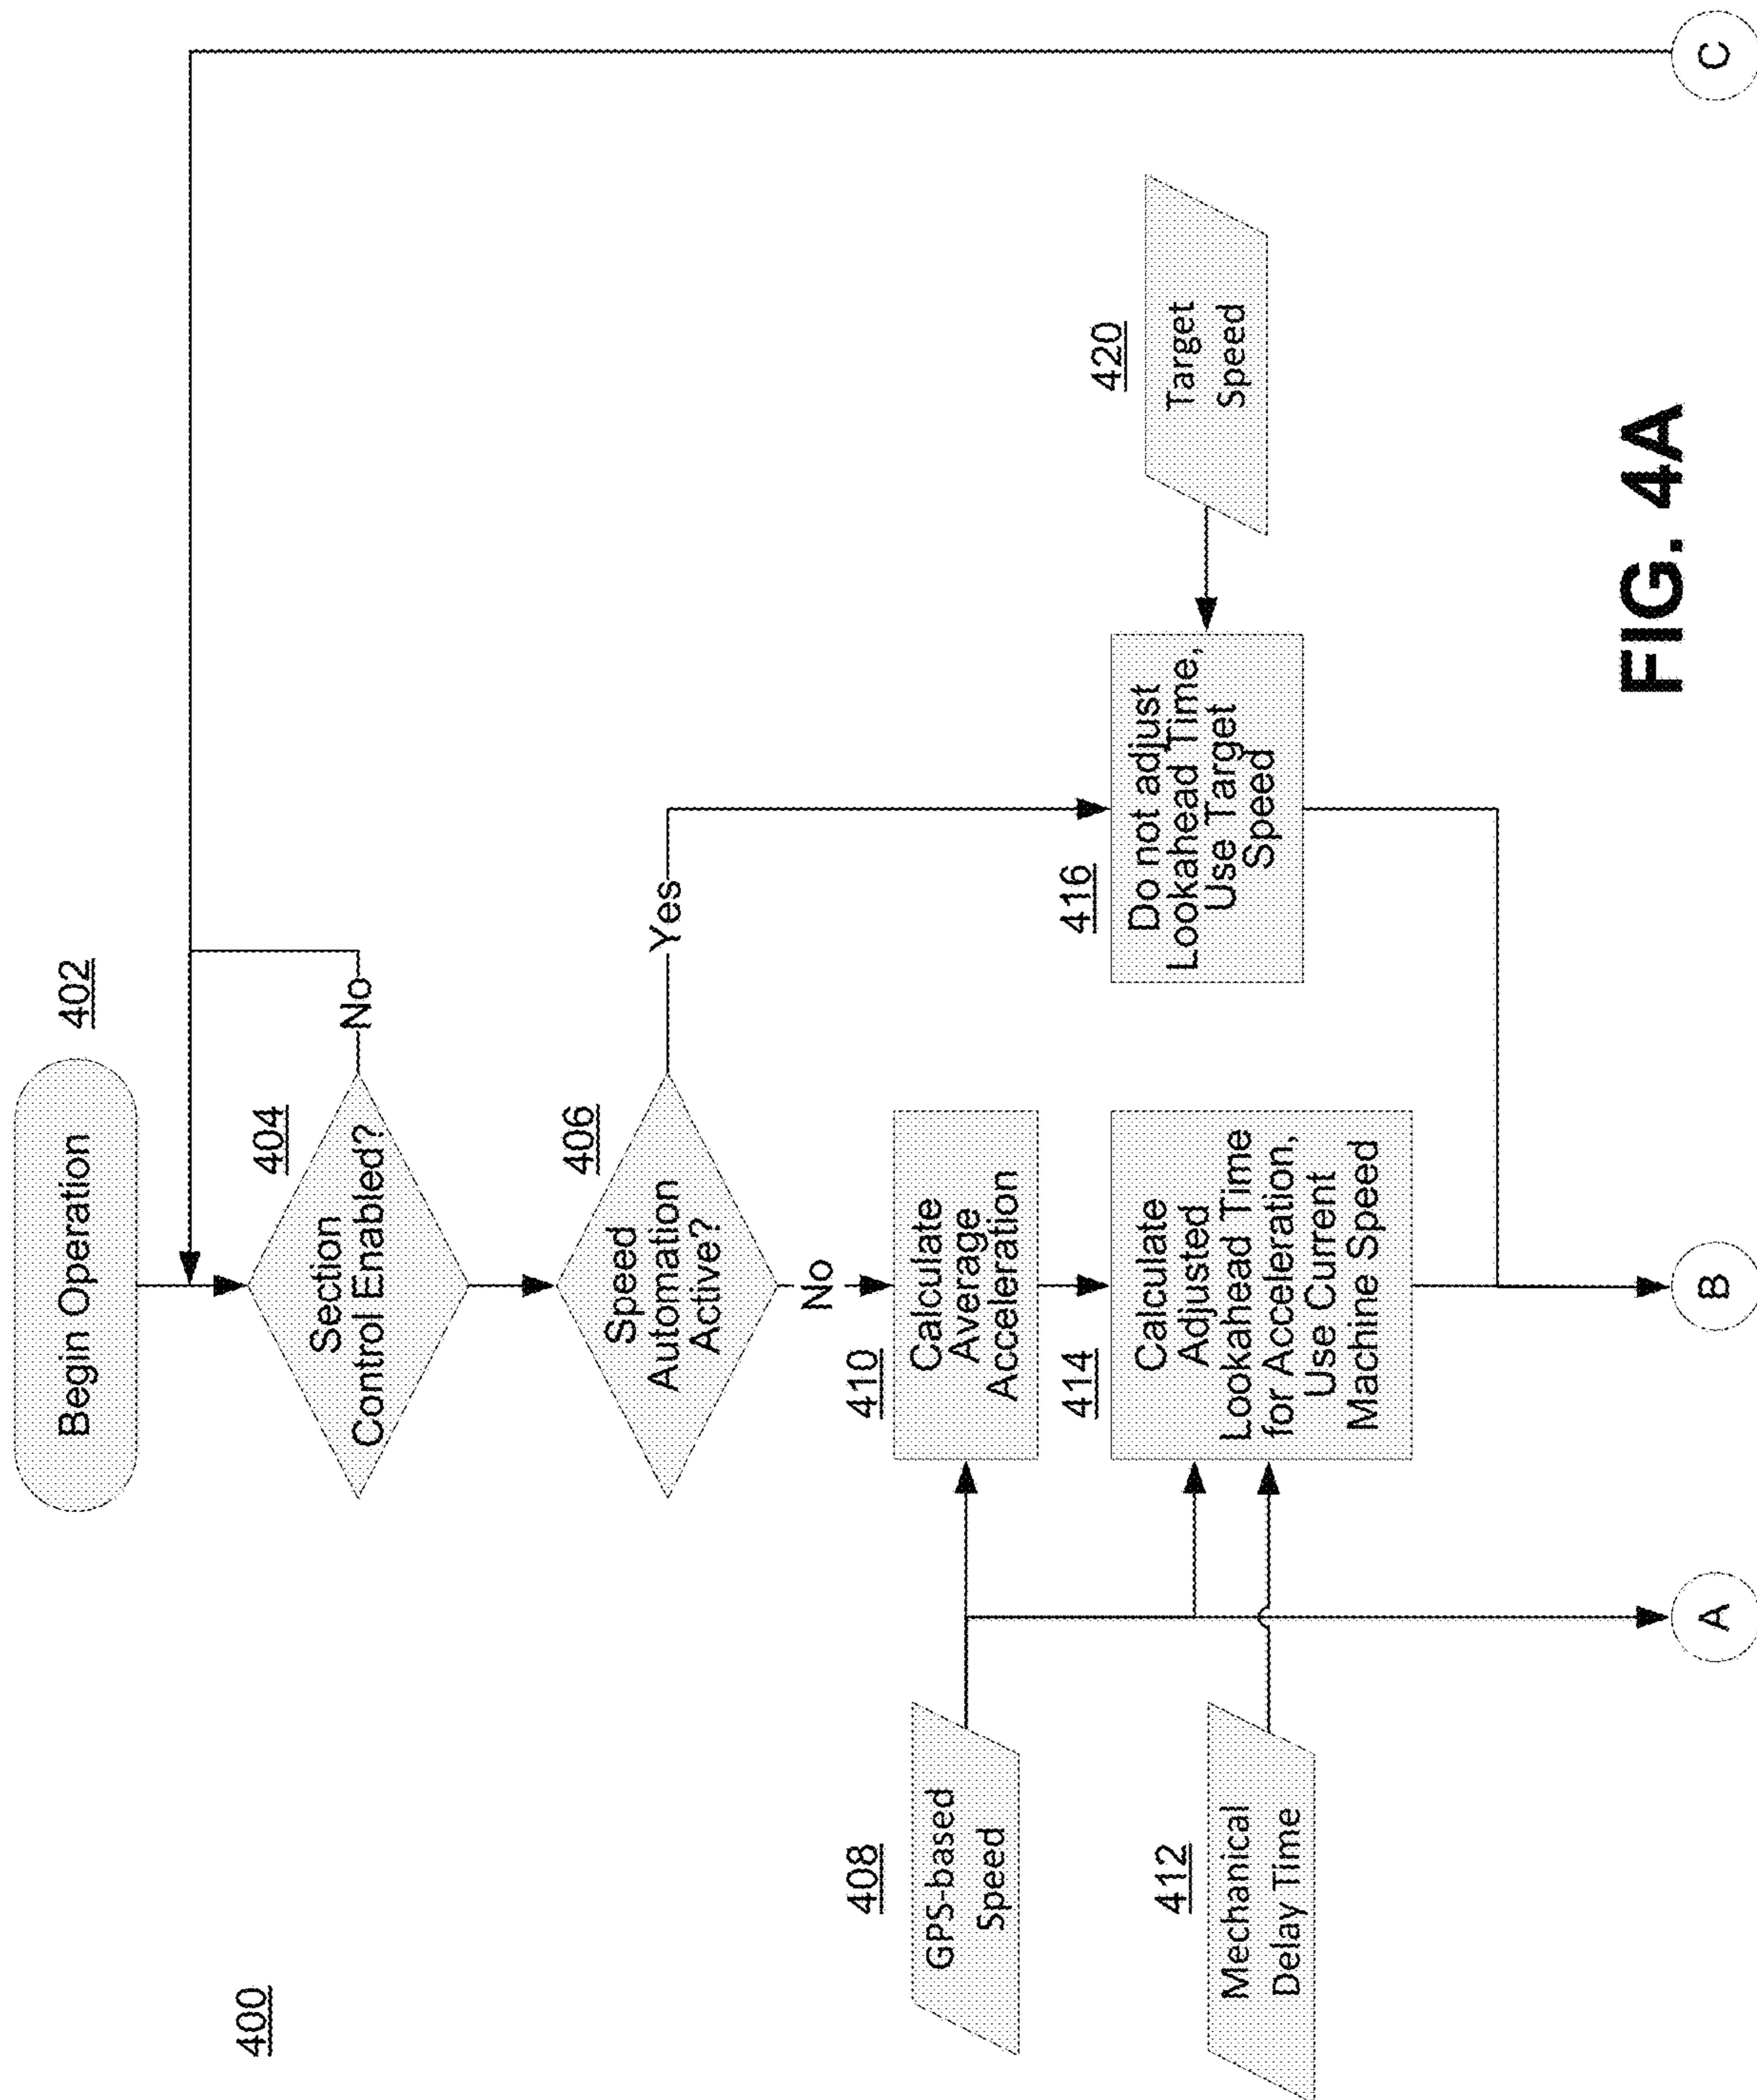 400
Begin Operation
402
404
Section
Control Enabled?
No
406
Speed
Automation
Active?
Yes
No
408
GPS-based
Speed
410
Calculate
Average
Acceleration
412
Mechanical
Delay Time
414
Calculate
Adjusted
Lookahead Time
for Acceleration,
Use Current
Machine Speed
416
Do not adjust
Lookahead Time,
Use Target
Speed
420
Target
Speed
A
B
C
FIG. 4A